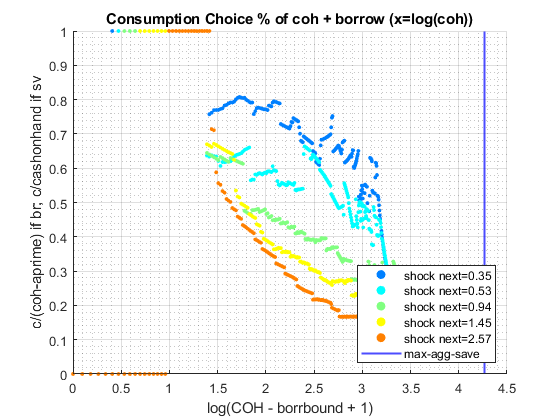 Consumption Choice % of coh + borrow (x=log(coh))
c/(coh-aprime) if br, c/cashonhand if sv
1
0.9
0.8
0.7
0.6
0.5
0.4
0.3
0.2
0.1
0
0 0.5 1 1.5 2 2.5 3 3.5 4 4.5
log(COH - borrbound + 1)
shock next=0.35
shock next=0.53
shock next=0.94
shock next=1.45
shock next=2.57
max-agg-save